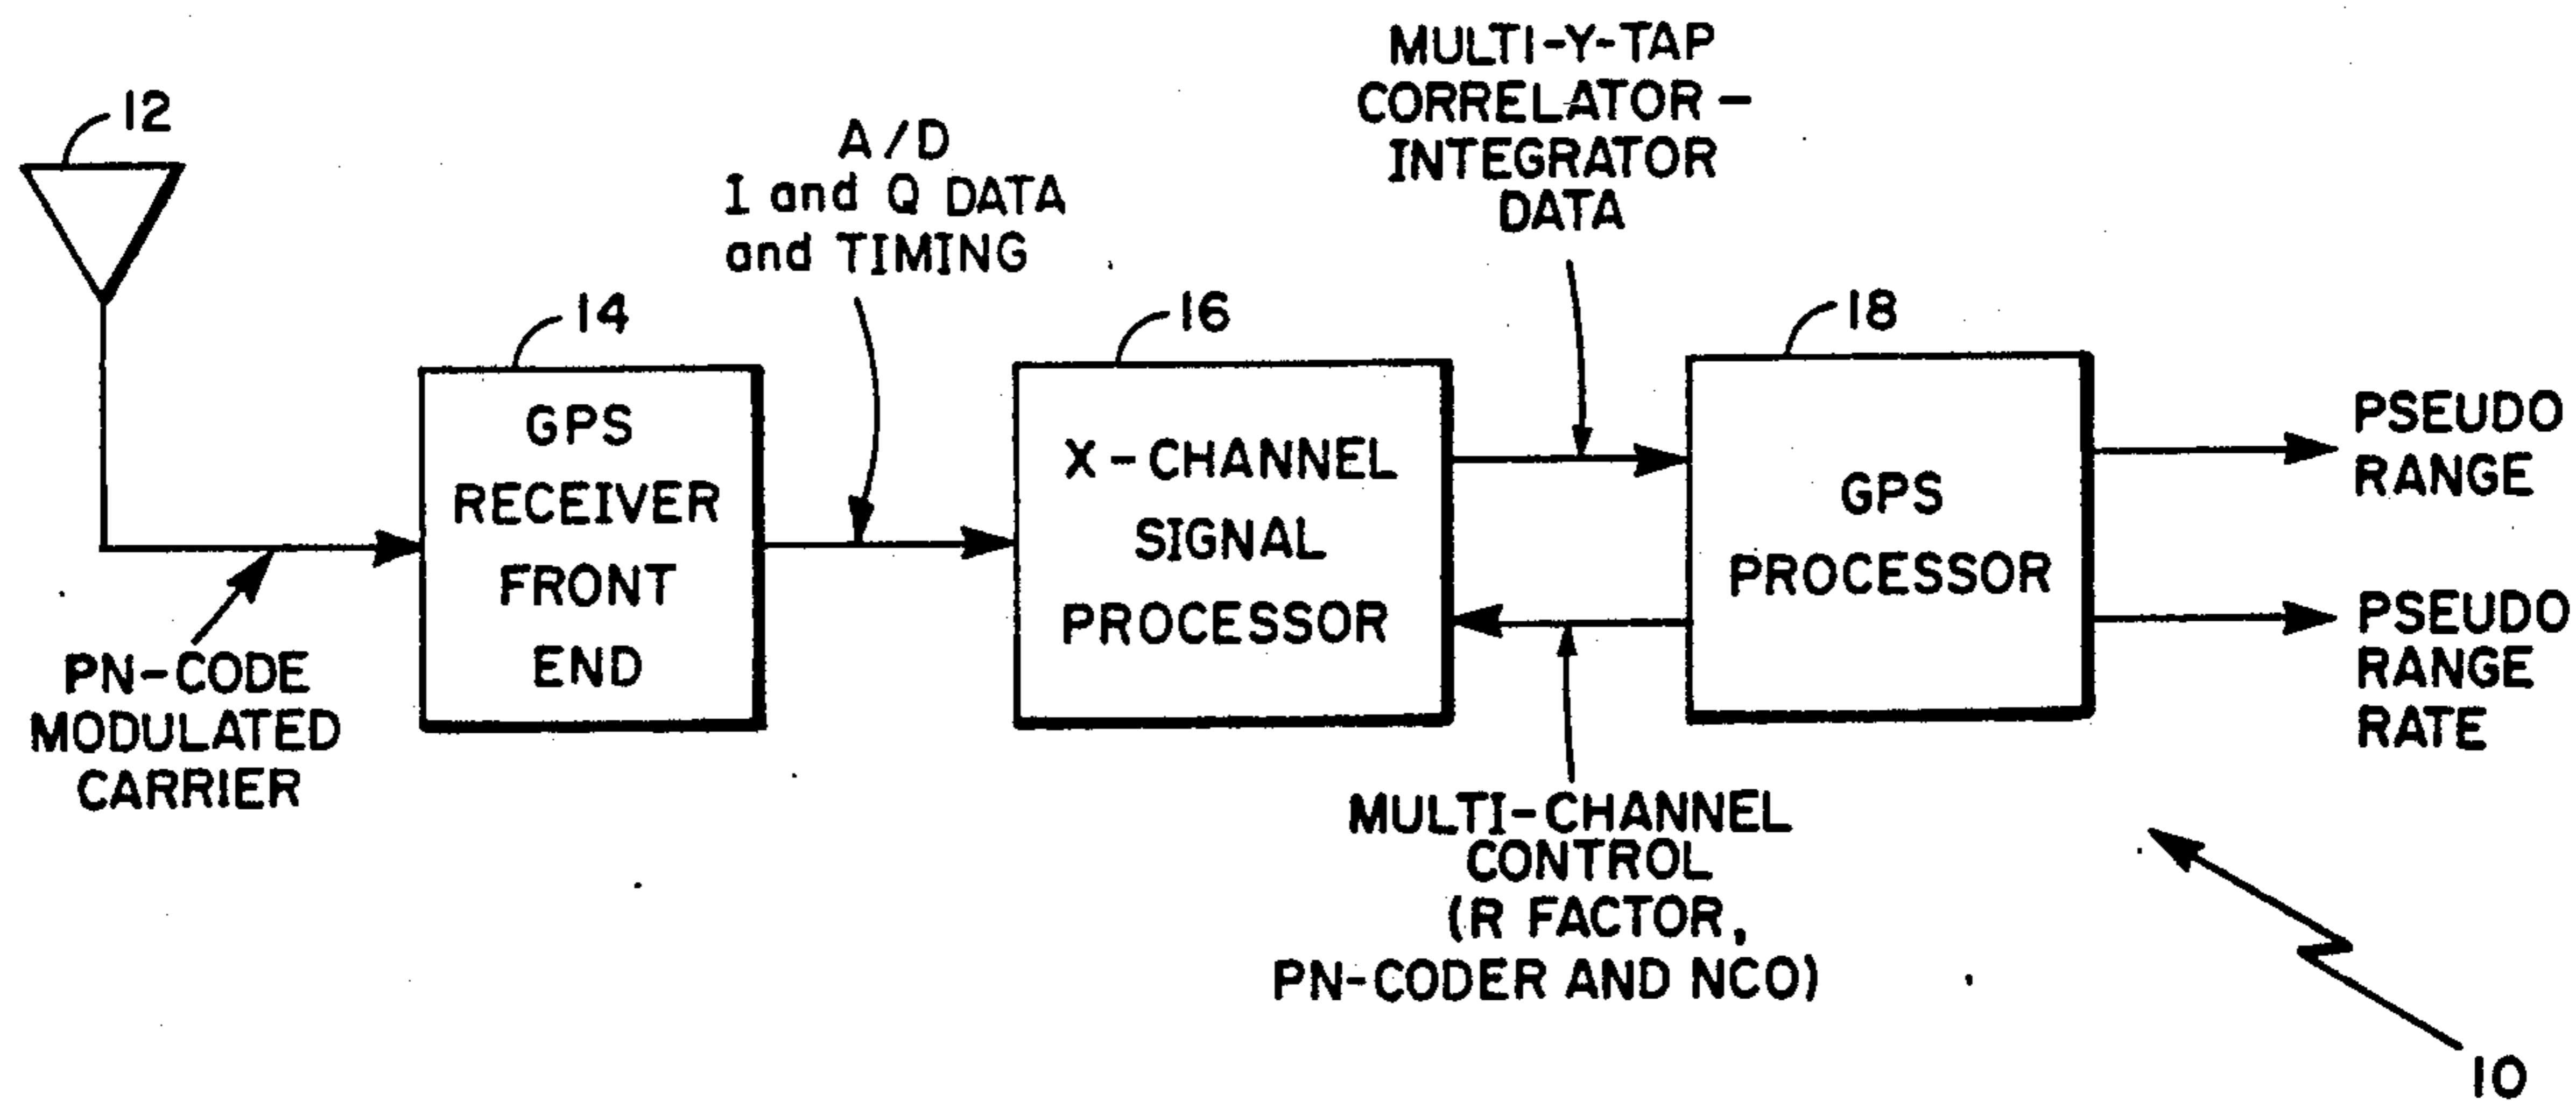 12
PN-CODE
MODULATED
CARRIER
14
GPS
RECEIVER
FRONT
END
A/D
I and Q DATA
and TIMING
16
X-CHANNEL
SIGNAL
PROCESSOR
MULTI-Y-TAP
CORRELATOR-
INTEGRATOR
DATA
MULTI-CHANNEL
CONTROL
(R FACTOR,
PN-CODER AND NCO)
18
GPS
PROCESSOR
PSEUDO
RANGE
PSEUDO
RANGE
RATE
10